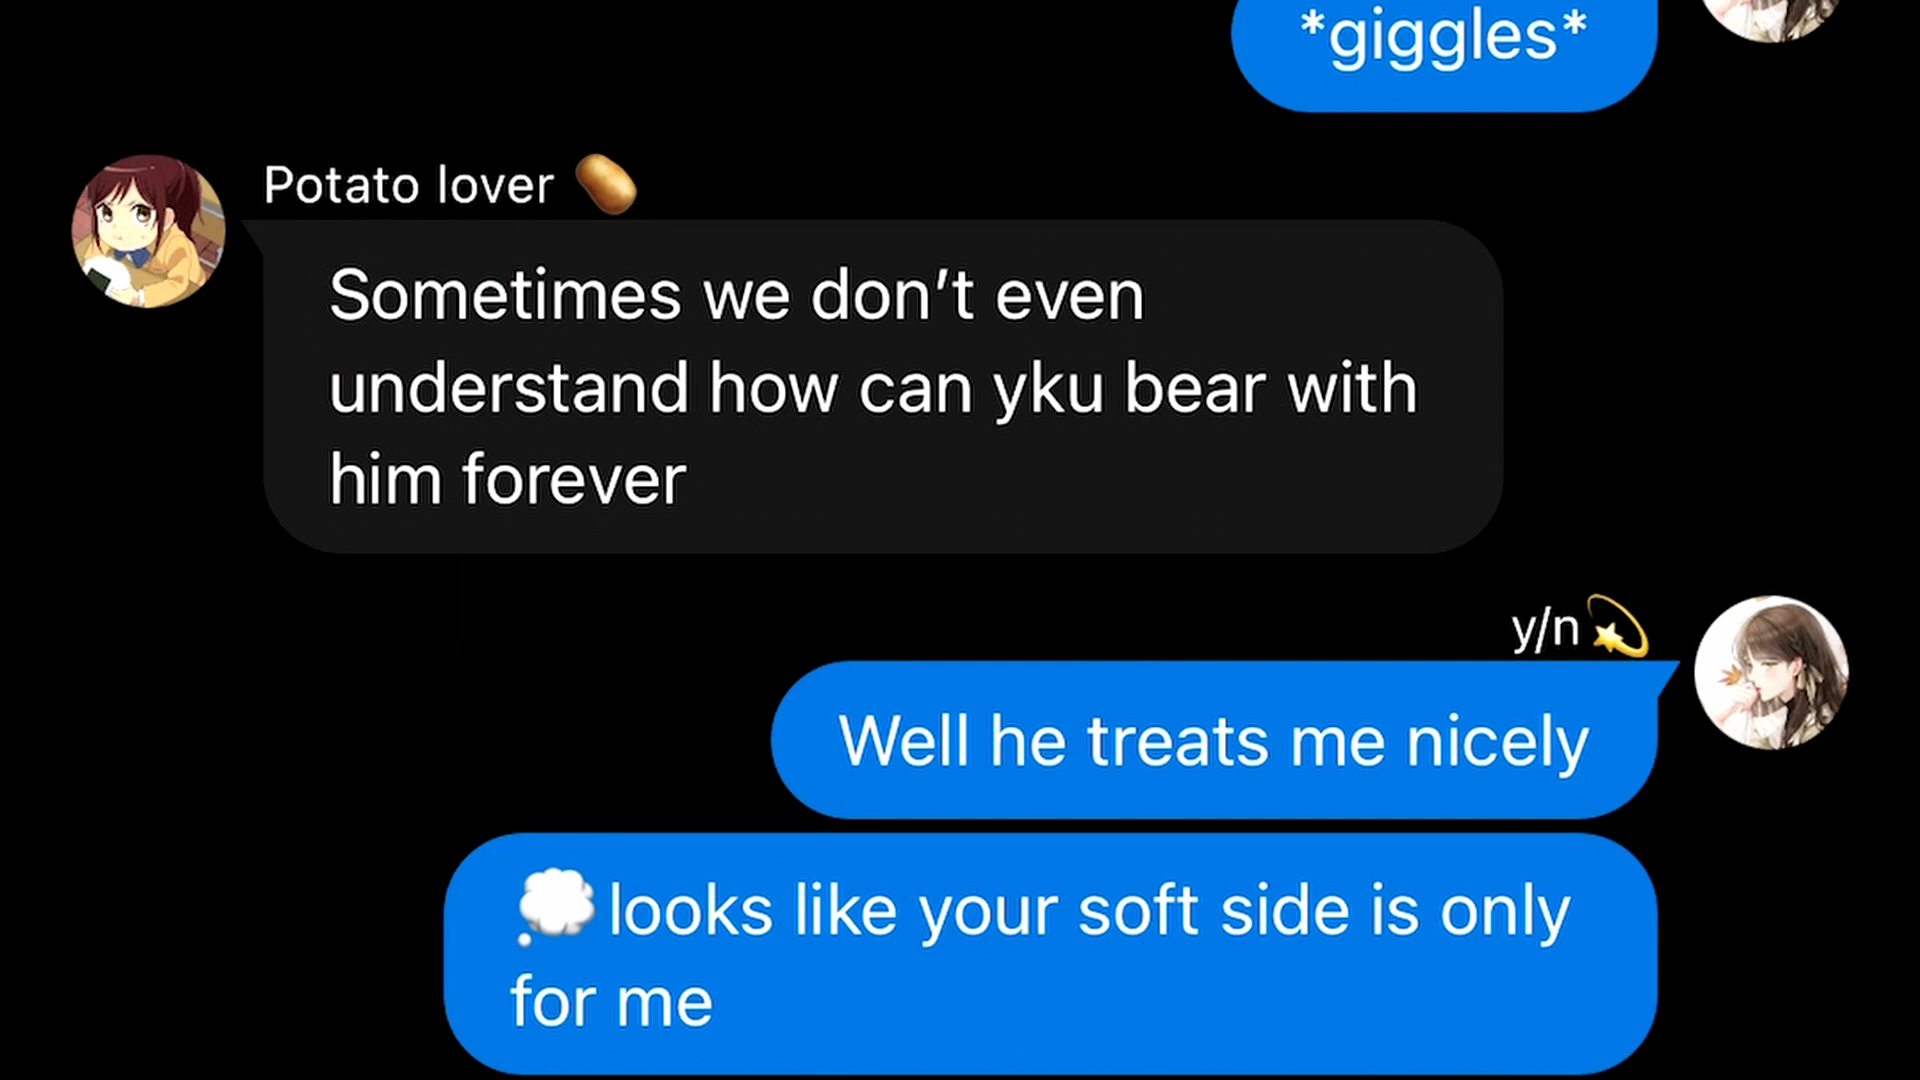 *giggles*
Potato lover 🥔
Sometimes we don't even
understand how can yku bear with
him forever
y/n💫
Well he treats me nicely
💭looks like your soft side is only
for me